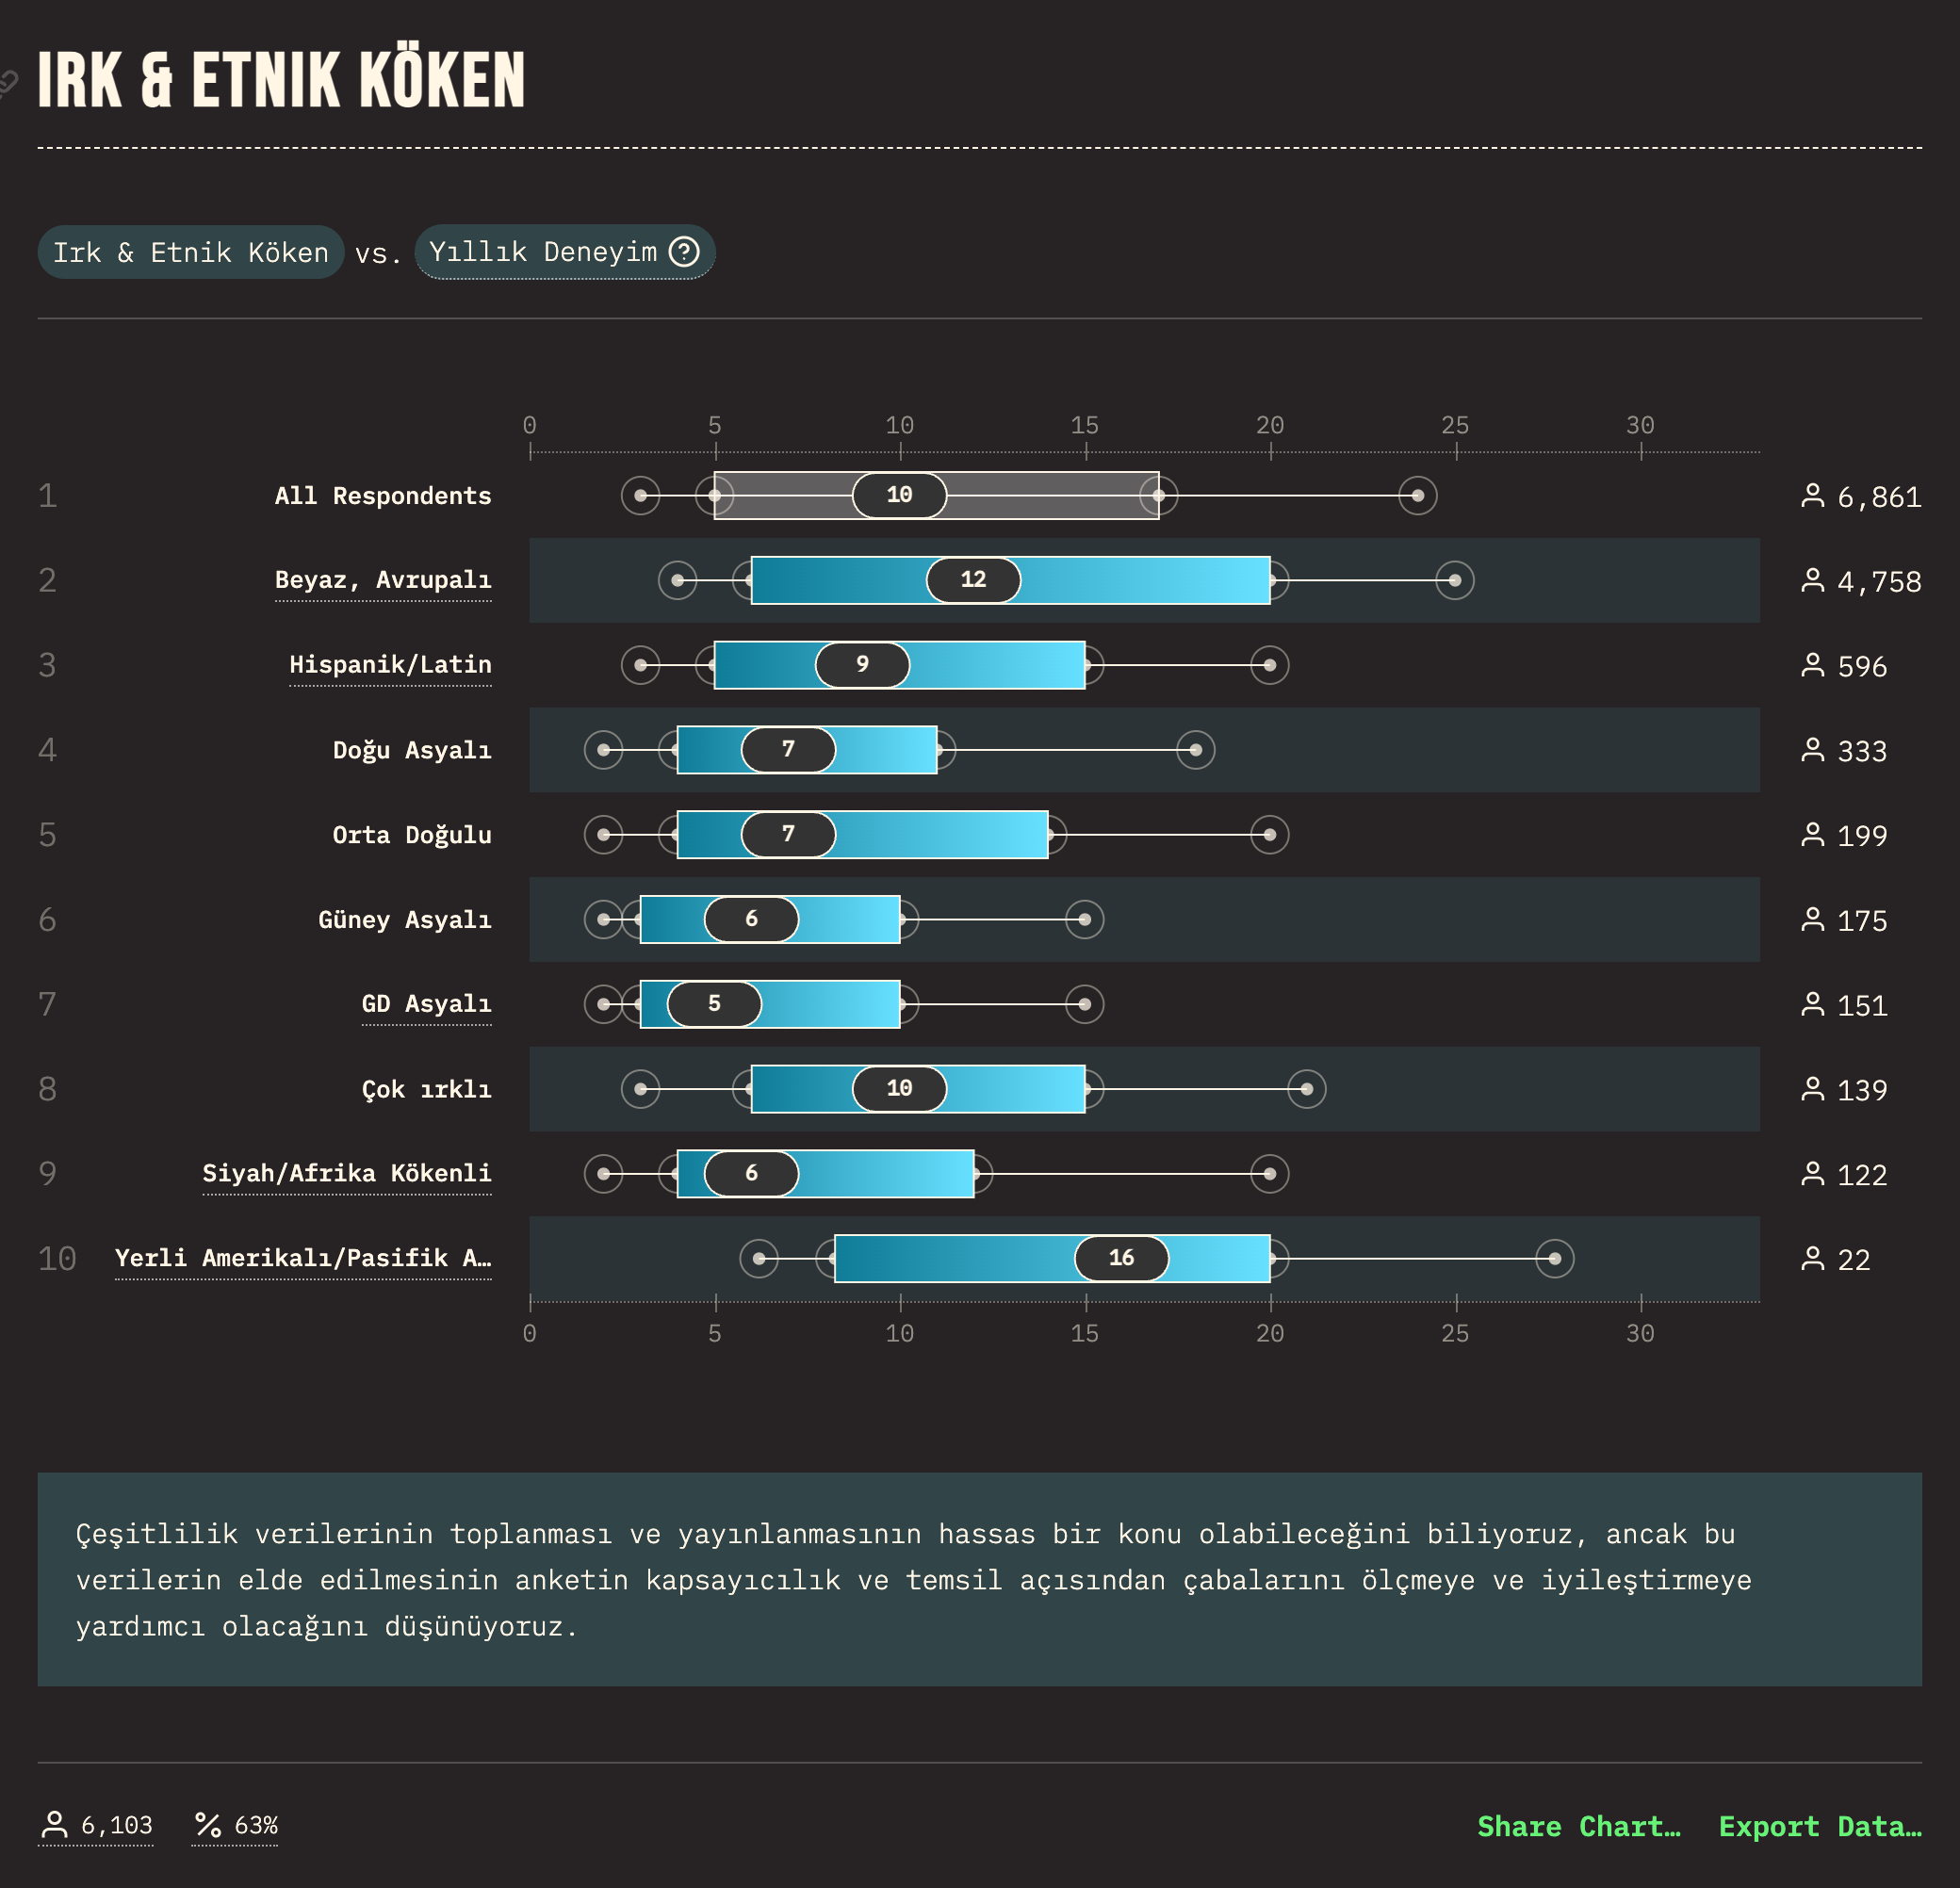 IRK & ETNIK KÖKEN
Irk & Etnik Köken vs. Yıllık Deneyim ?
0 5 10 15 20 25 30
1 All Respondents 10 6,861
2 Beyaz, Avrupalı 12 4,758
3 Hispanik/Latin 9 596
4 Doğu Asyalı 7 333
5 Orta Doğulu 7 199
6 Güney Asyalı 6 175
7 GD Asyalı 5 151
8 Çok ırklı 10 139
9 Siyah/Afrika Kökenli 6 122
10 Yerli Amerikalı/Pasifik A… 16 22
0 5 10 15 20 25 30
Çeşitlilik verilerinin toplanması ve yayınlanmasının hassas bir konu olabileceğini biliyoruz, ancak bu
verilerin elde edilmesinin anketin kapsayıcılık ve temsil açısından çabalarını ölçmeye ve iyileştirmeye
yardımcı olacağını düşünüyoruz.
6,103 % 63% Share Chart… Export Data…